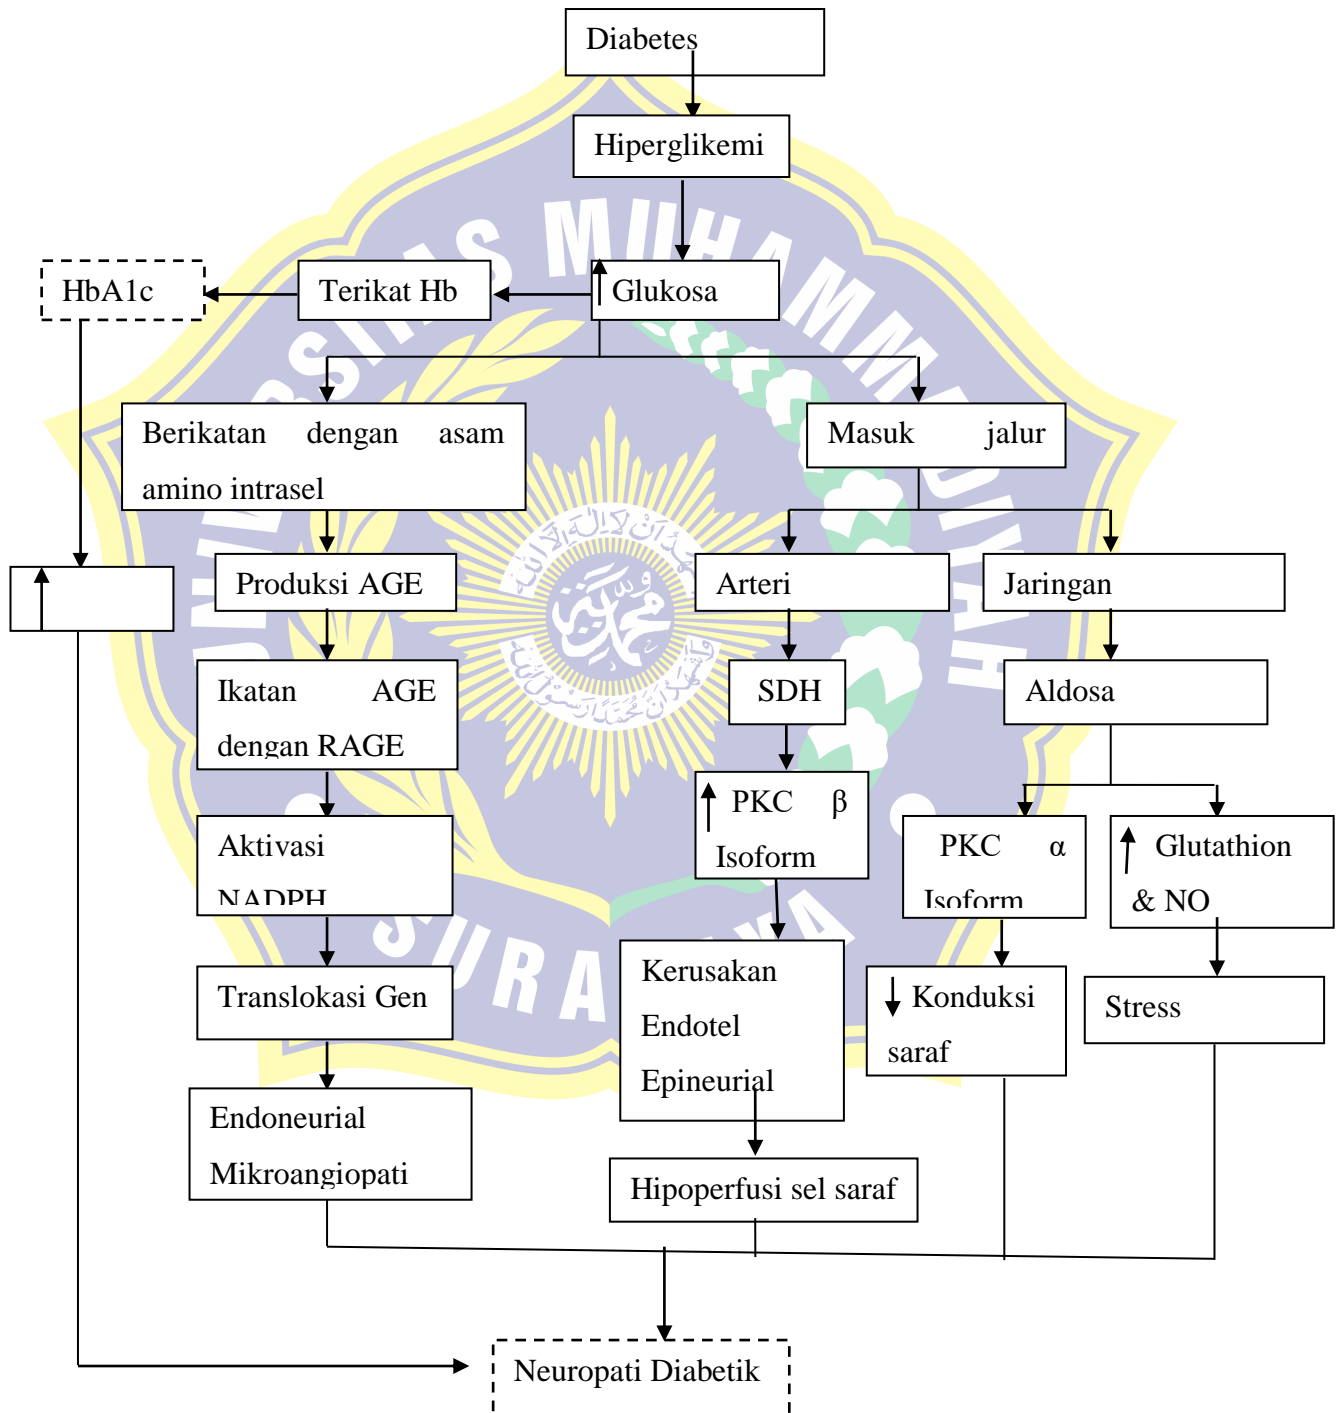 Diabetes
Hiperglikemi
HbA1c
Terikat Hb
↑ Glukosa
Berikatan dengan asam
amino intrasel
Masuk jalur
↑
Produksi AGE
Arteri
Jaringan
Ikatan AGE
dengan RAGE
SDH
Aldosa
Aktivasi
NADPH
↑ PKC β
Isoform
PKC α
Isoform
↑ Glutathion
& NO
Translokasi Gen
Kerusakan
Endotel
Epineurial
↓ Konduksi
saraf
Stress
Endoneurial
Mikroangiopati
Hipoperfusi sel saraf
Neuropati Diabetik
UNIVERSITAS MUHAMMADIYAH